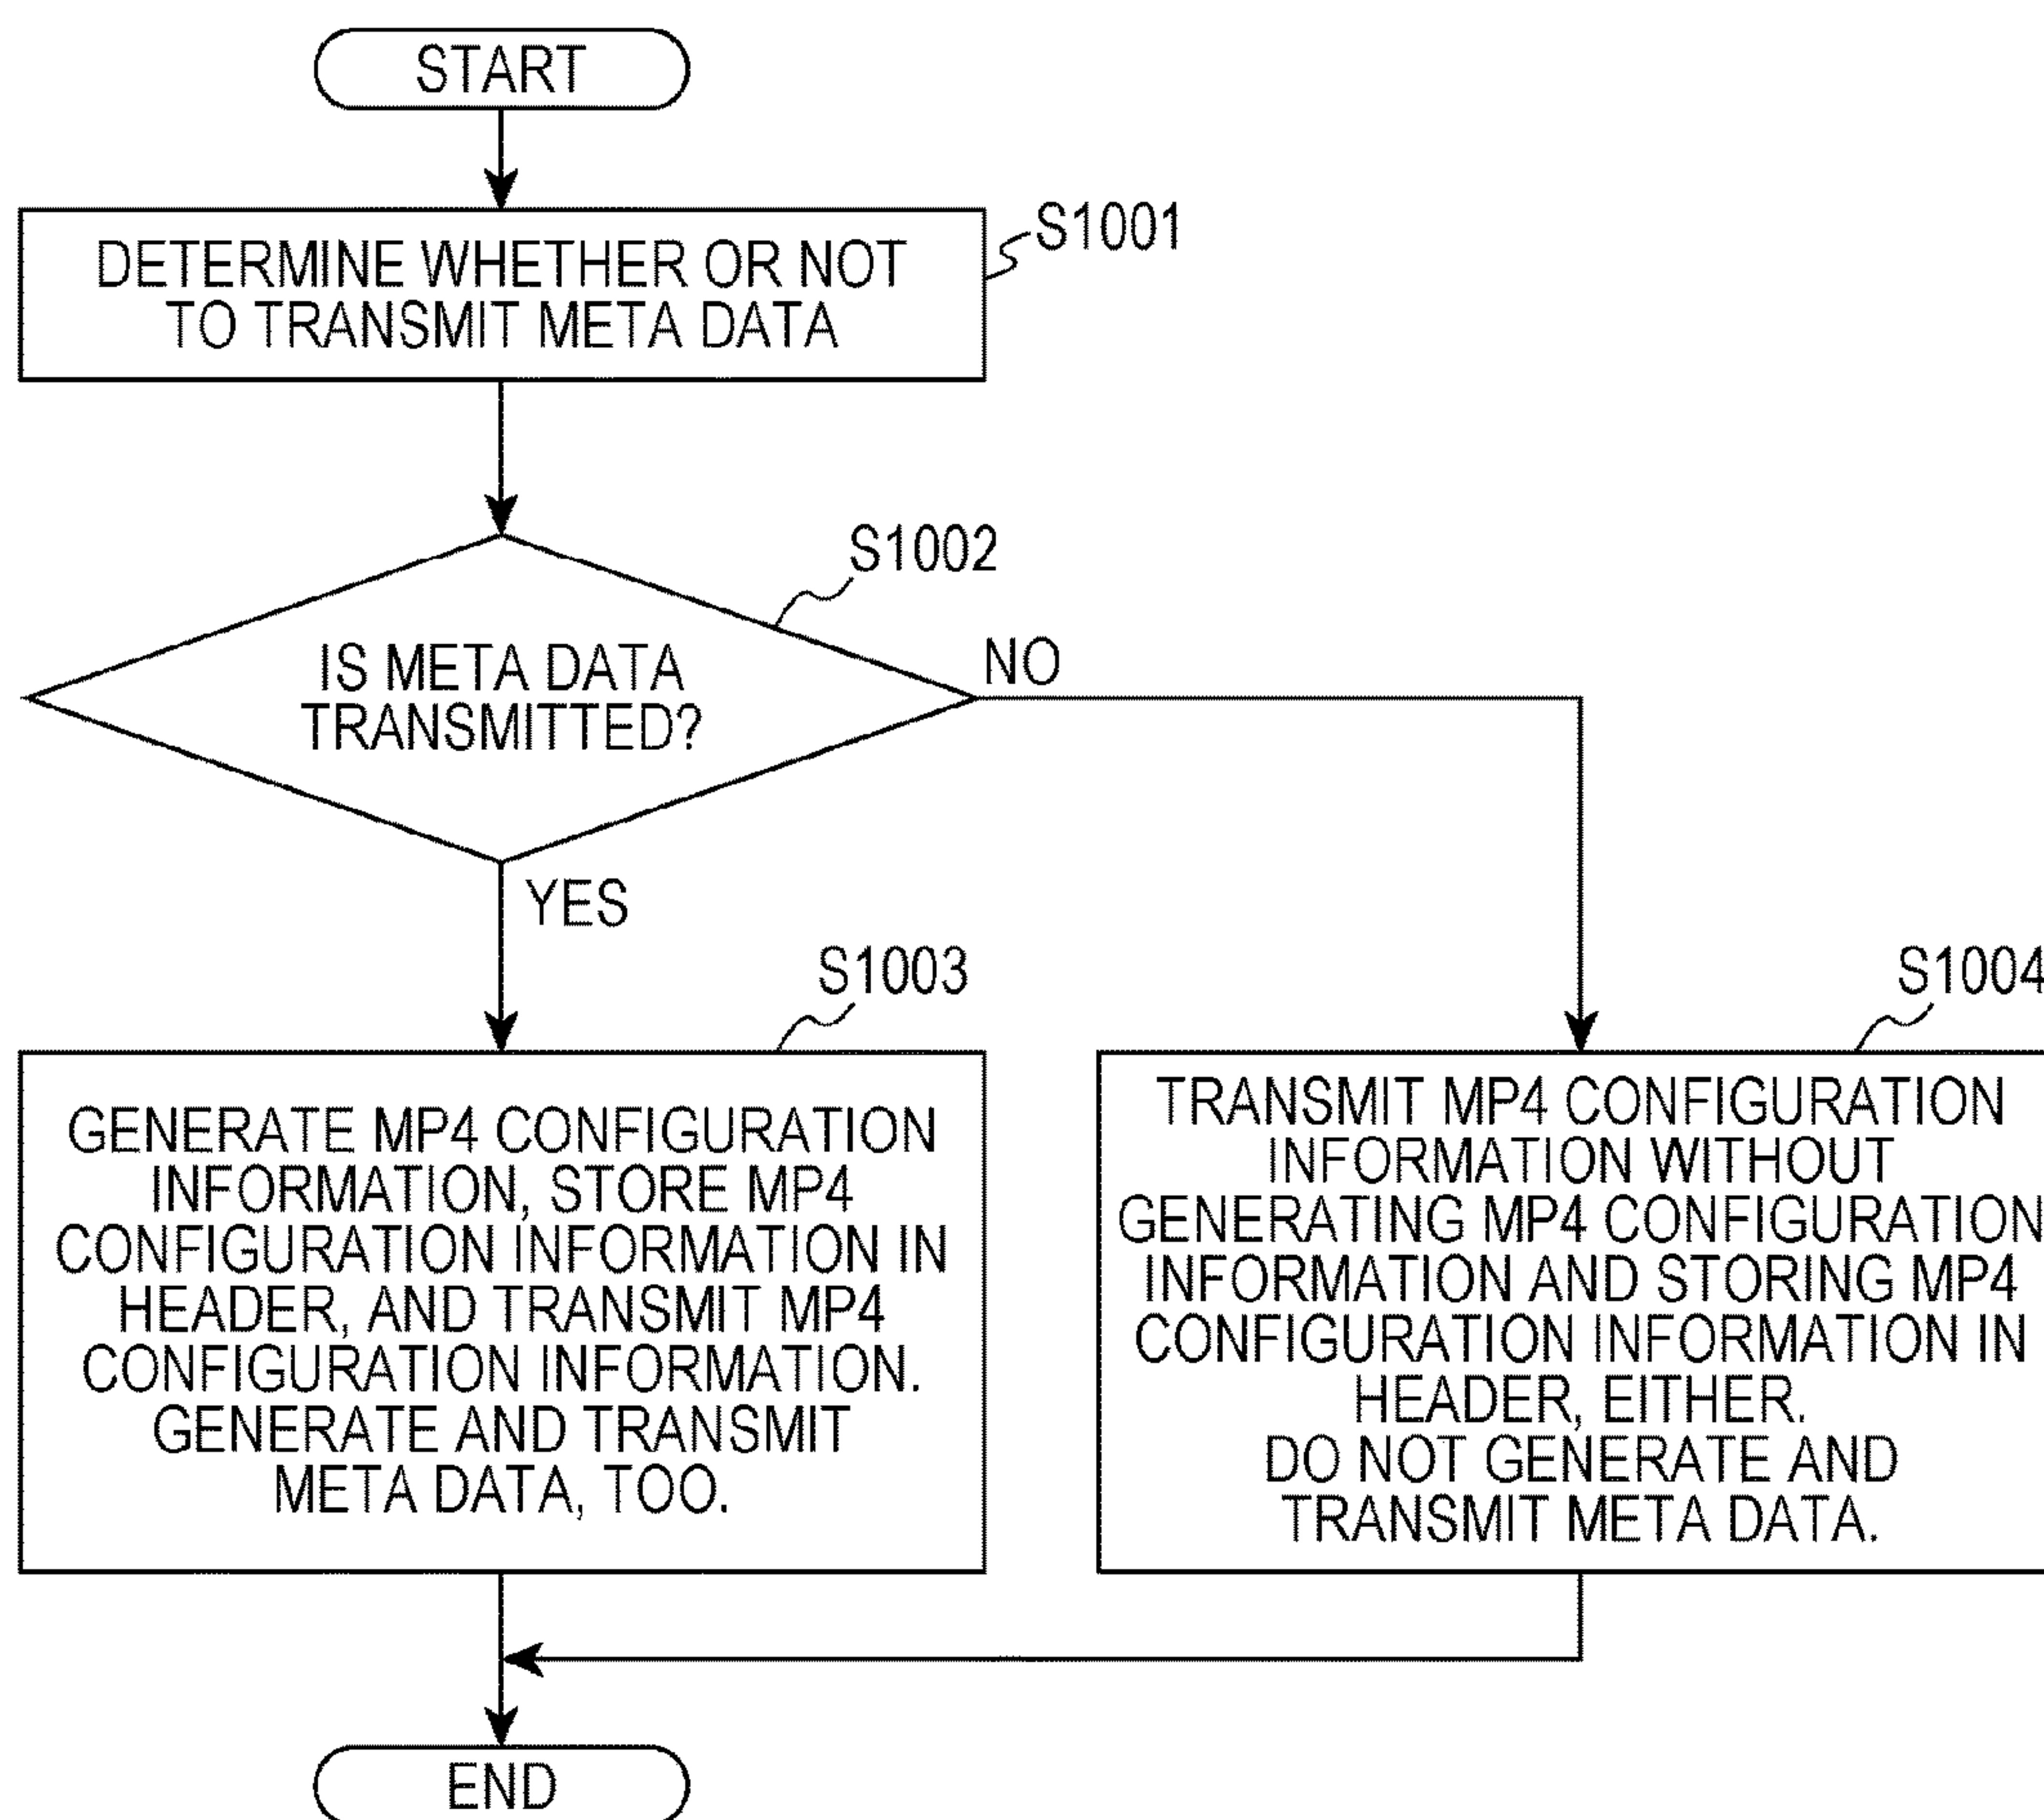 START
S1001
DETERMINE WHETHER OR NOT
TO TRANSMIT META DATA
S1002
IS META DATA
TRANSMITTED?
NO
YES
S1003
GENERATE MP4 CONFIGURATION
INFORMATION, STORE MP4
CONFIGURATION INFORMATION IN
HEADER, AND TRANSMIT MP4
CONFIGURATION INFORMATION.
GENERATE AND TRANSMIT
META DATA, TOO.
S1004
TRANSMIT MP4 CONFIGURATION
INFORMATION WITHOUT
GENERATING MP4 CONFIGURATION
INFORMATION AND STORING MP4
CONFIGURATION INFORMATION IN
HEADER, EITHER.
DO NOT GENERATE AND
TRANSMIT META DATA.
END